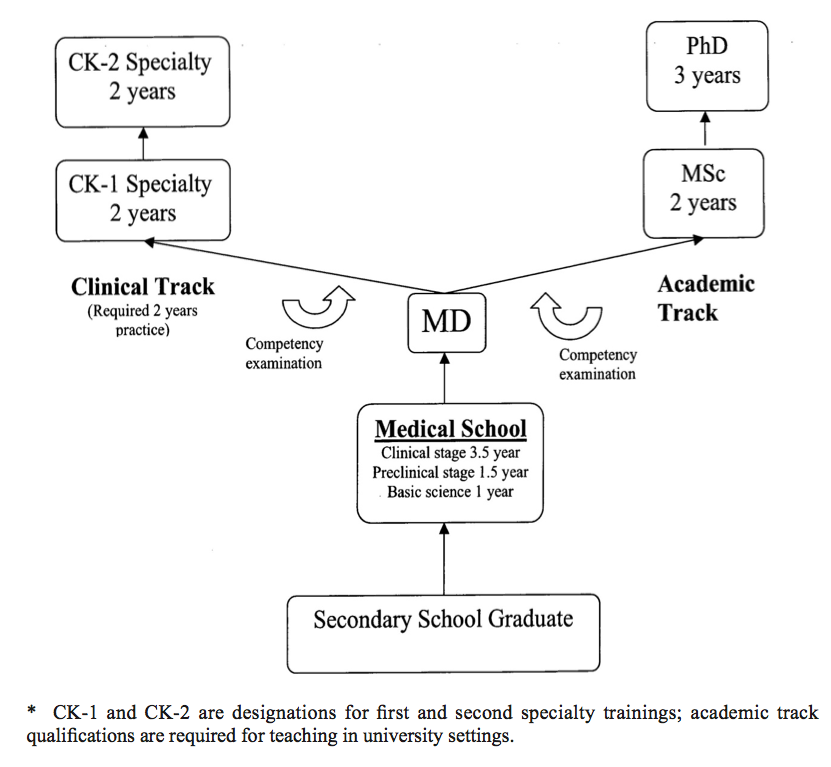 CK-2 Specialty
2 years
PhD
3 years
CK-1 Specialty
2 years
MSc
2 years
Clinical Track
(Required 2 years
practice)
Academic
Track
Competency
examination
MD
Competency
examination
Medical School
Clinical stage 3.5 year
Preclinical stage 1.5 year
Basic science 1 year
Secondary School Graduate
* CK-1 and CK-2 are designations for first and second specialty trainings; academic track
qualifications are required for teaching in university settings.